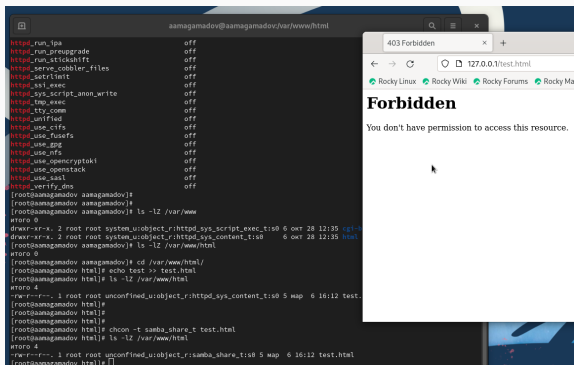 aamagamadov@aamagamadov:/var/www/html
httpd_run_ipa off
httpd_run_preupgrade off
httpd_run_stickshift off
httpd_serve_cobbler_files off
httpd_setrlimit off
httpd_ssi_exec off
httpd_sys_script_anon_write off
httpd_tmp_exec off
httpd_tty_comm off
httpd_unified off
httpd_use_cifs off
httpd_use_fusefs off
httpd_use_gpg off
httpd_use_nfs off
httpd_use_opencryptoki off
httpd_use_openstack off
httpd_use_sasl off
httpd_verify_dns off
[root@aamagamadov aamagamadov]#
[root@aamagamadov aamagamadov]#
[root@aamagamadov aamagamadov]# ls -lZ /var/www
итого 0
drwxr-xr-x. 2 root root system_u:object_r:httpd_sys_script_exec_t:s0 6 окт 28 12:35
drwxr-xr-x. 2 root root system_u:object_r:httpd_sys_content_t:s0 6 окт 28 12:35 html
[root@aamagamadov aamagamadov]# ls -lZ /var/www/html
итого 0
[root@aamagamadov aamagamadov]# cd /var/www/html/
[root@aamagamadov html]# echo test >> test.html
[root@aamagamadov html]# ls -lZ /var/www/html
итого 4
-rw-r--r--. 1 root root unconfined_u:object_r:httpd_sys_content_t:s0 5 мар 6 16:12 test.
[root@aamagamadov html]#
[root@aamagamadov html]#
[root@aamagamadov html]# chcon -t samba_share_t test.html
[root@aamagamadov html]# ls -lZ /var/www/html
итого 4
-rw-r--r--. 1 root root unconfined_u:object_r:samba_share_t:s0 5 мар 6 16:12 test.html
[root@aamagamadov html]#
403 Forbidden
127.0.0.1/test.html
Rocky Linux Rocky Wiki Rocky Forums Rocky Ma
Forbidden
You don't have permission to access this resource.